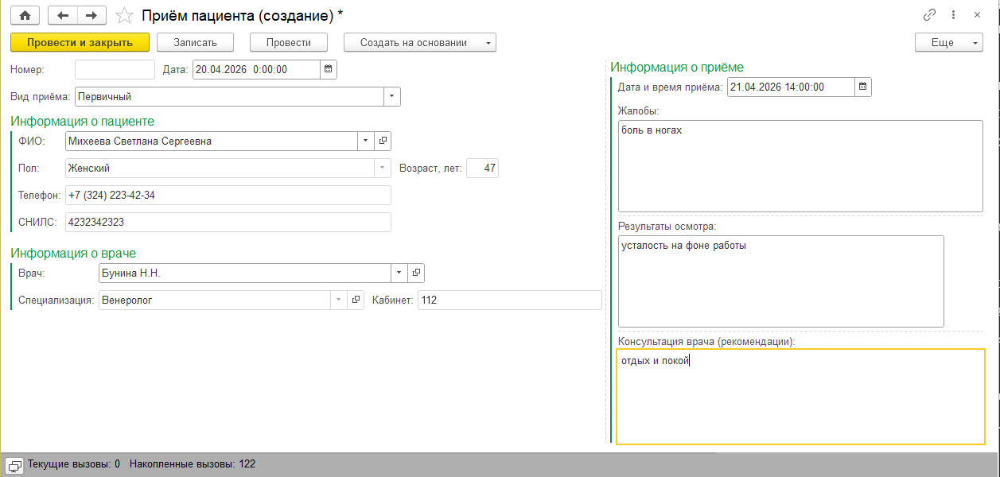 Приём пациента (создание) *
Провести и закрыть Записать Провести Создать на основании Еще
Номер: Дата: 20.04.2026 0:00:00
Вид приёма: Первичный
Информация о пациенте
ФИО: Михеева Светлана Сергеевна
Пол: Женский Возраст, лет: 47
Телефон: +7 (324) 223-42-34
СНИЛС: 4232342323
Информация о враче
Врач: Бунина Н.Н.
Специализация: Венеролог Кабинет: 112
Информация о приёме
Дата и время приёма: 21.04.2026 14:00:00
Жалобы:
боль в ногах
Результаты осмотра:
усталость на фоне работы
Консультация врача (рекомендации):
отдых и покой
Текущие вызовы: 0 Накопленные вызовы: 122